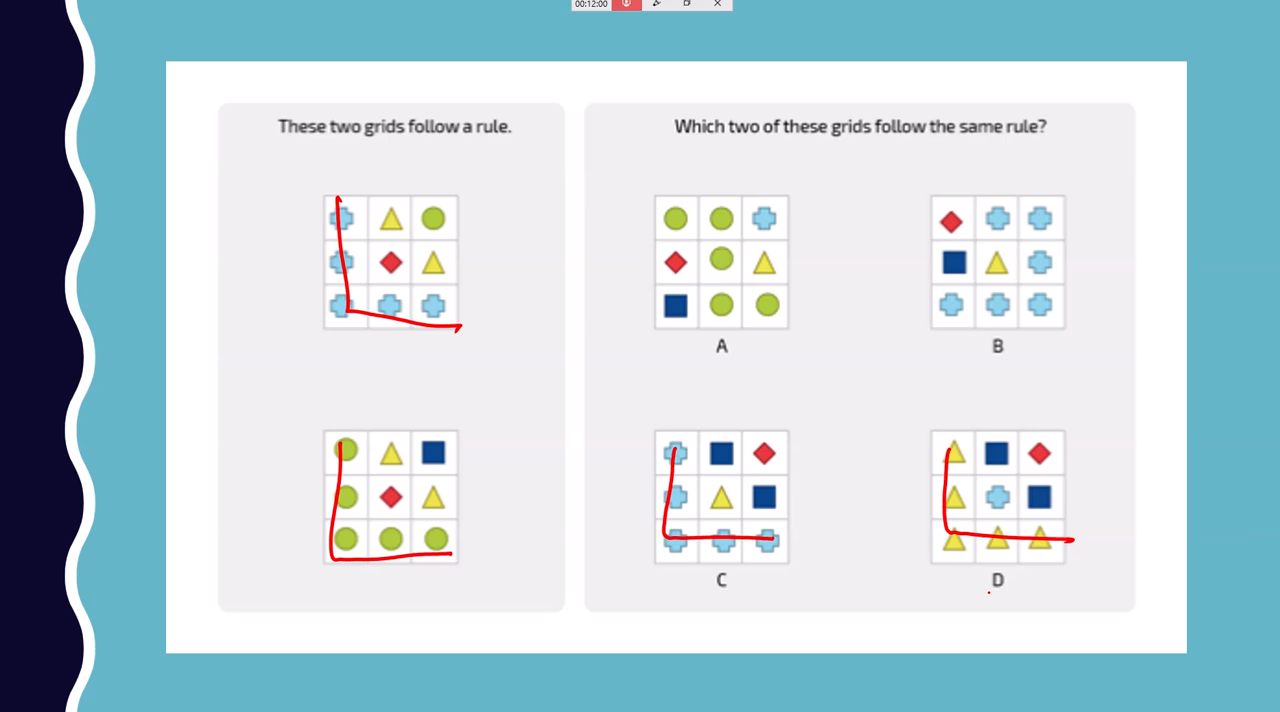 00:12:00
These two grids follow a rule.
Which two of these grids follow the same rule?
A
B
C
D